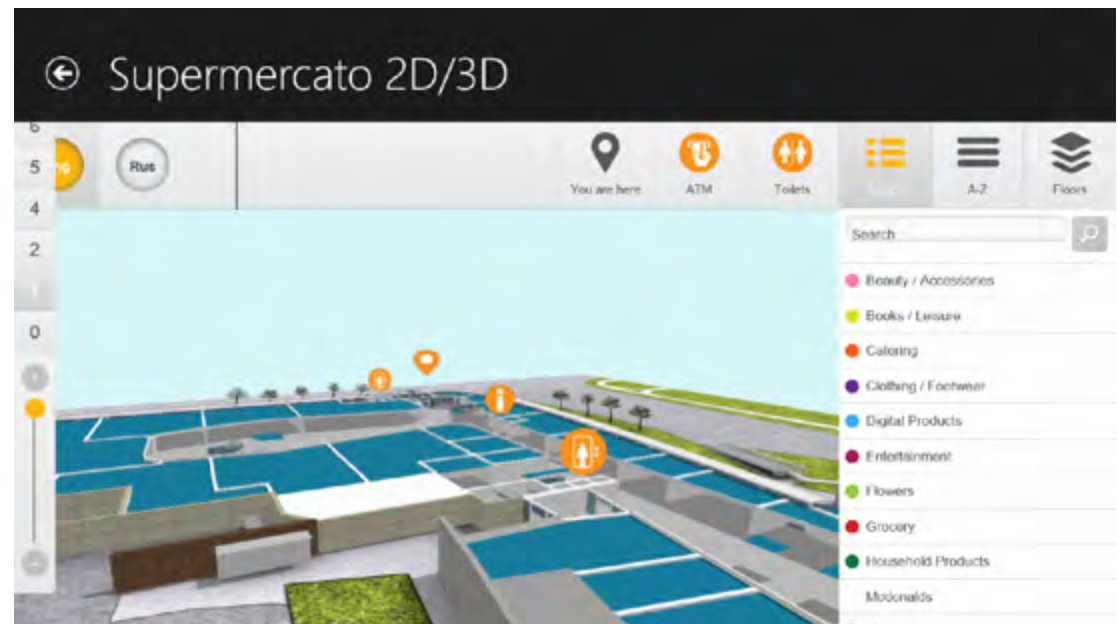 Supermercato 2D/3D
6
5
4
2
0
Rus
You are here
ATM
Toilets
A-Z
Floors
Search
Beauty / Accessories
Books / Leisure
Catering
Clothing / Footwear
Digital Products
Entertainment
Flowers
Grocery
Household Products
Mcdonalds